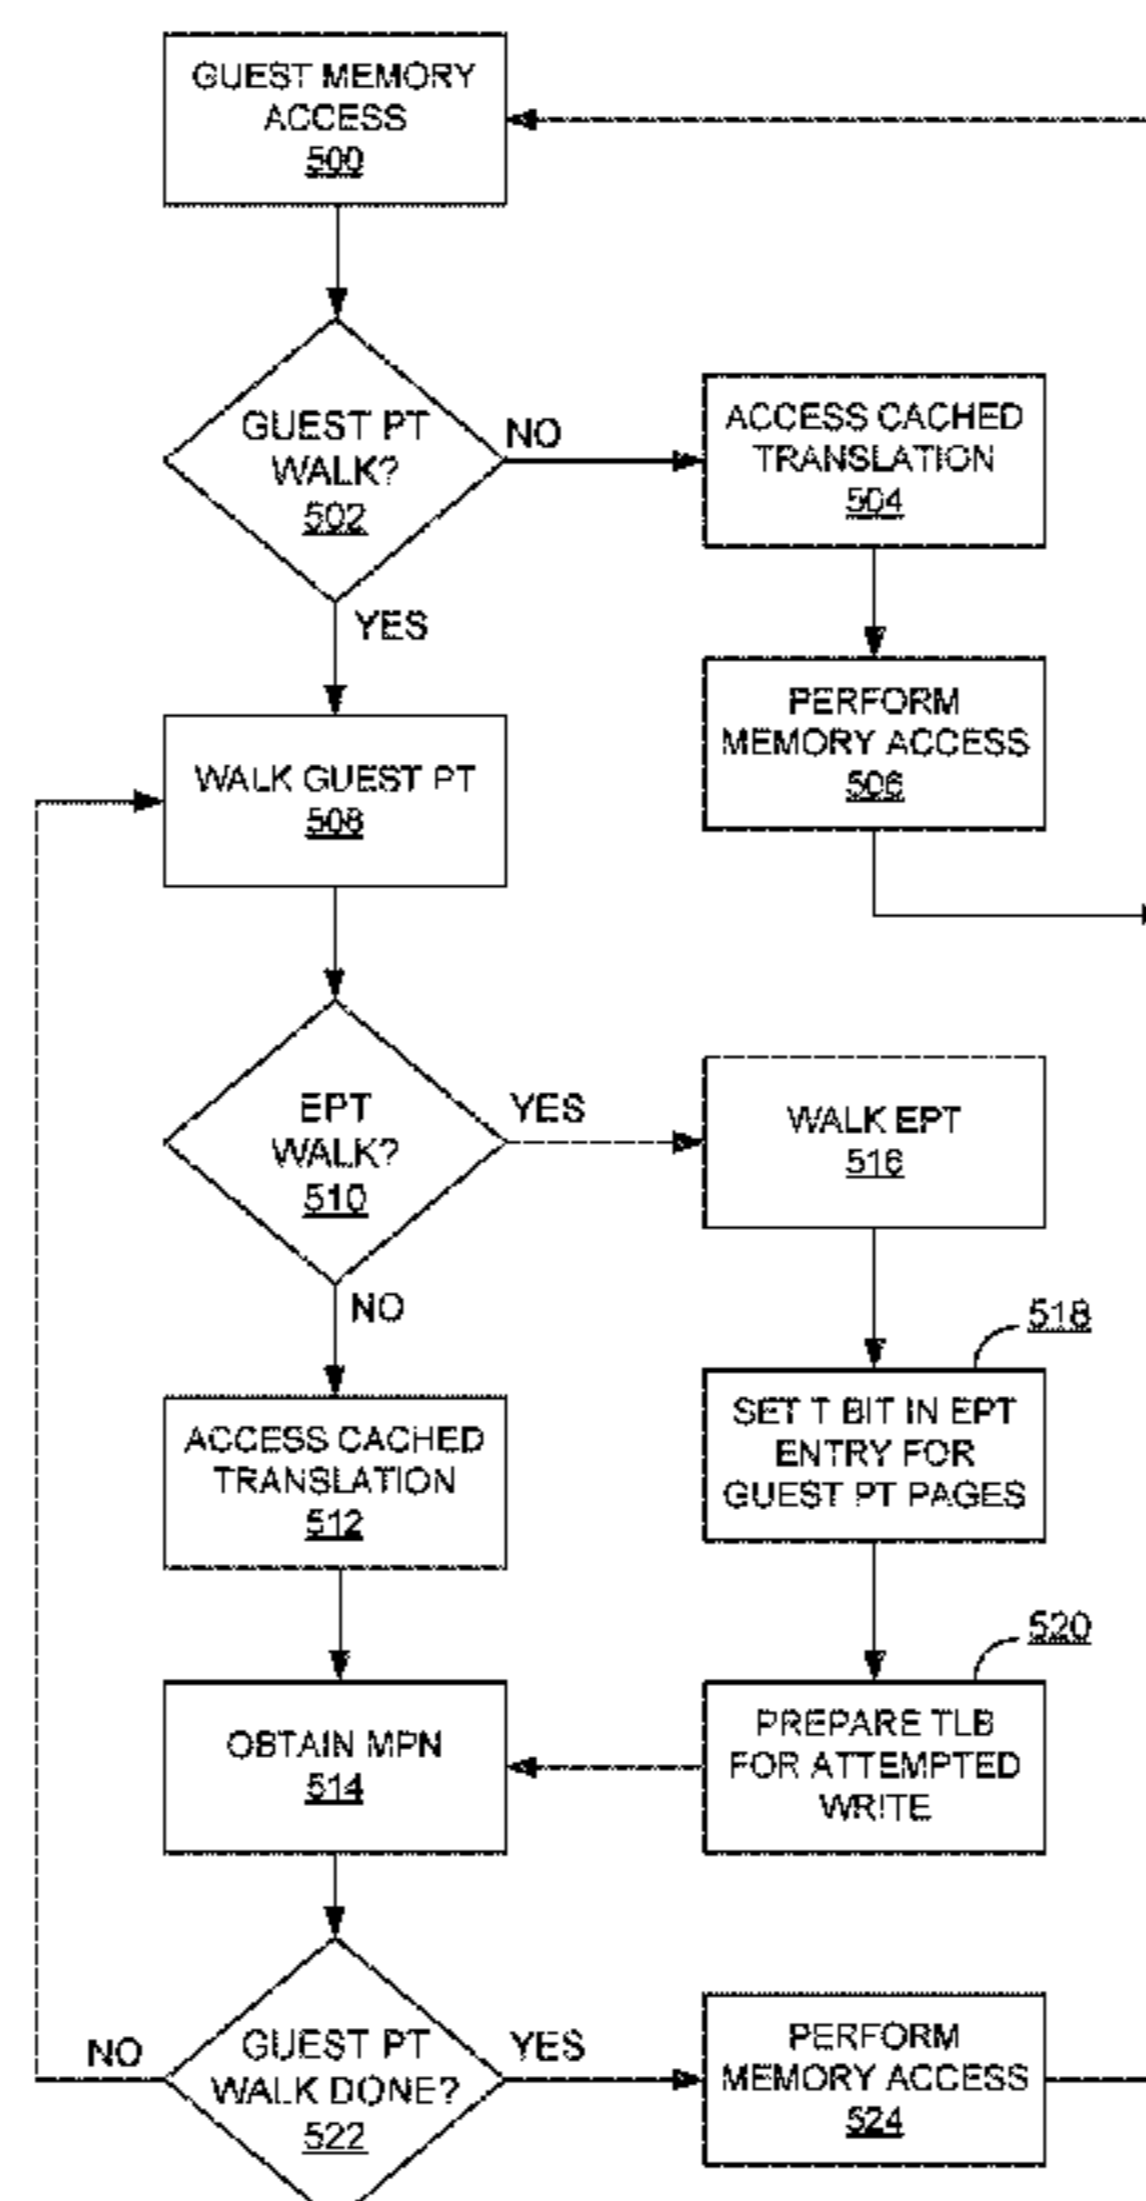 GUEST MEMORY
ACCESS
500
GUEST PT
WALK?
502
NO
ACCESS CACHED
TRANSLATION
504
YES
PERFORM
MEMORY ACCESS
506
WALK GUEST PT
508
EPT
WALK?
510
YES
WALK EPT
516
NO
518
ACCESS CACHED
TRANSLATION
512
SET T BIT IN EPT
ENTRY FOR
GUEST PT PAGES
520
OBTAIN MPN
514
PREPARE TLB
FOR ATTEMPTED
WRITE
NO
GUEST PT
WALK DONE?
522
YES
PERFORM
MEMORY ACCESS
524